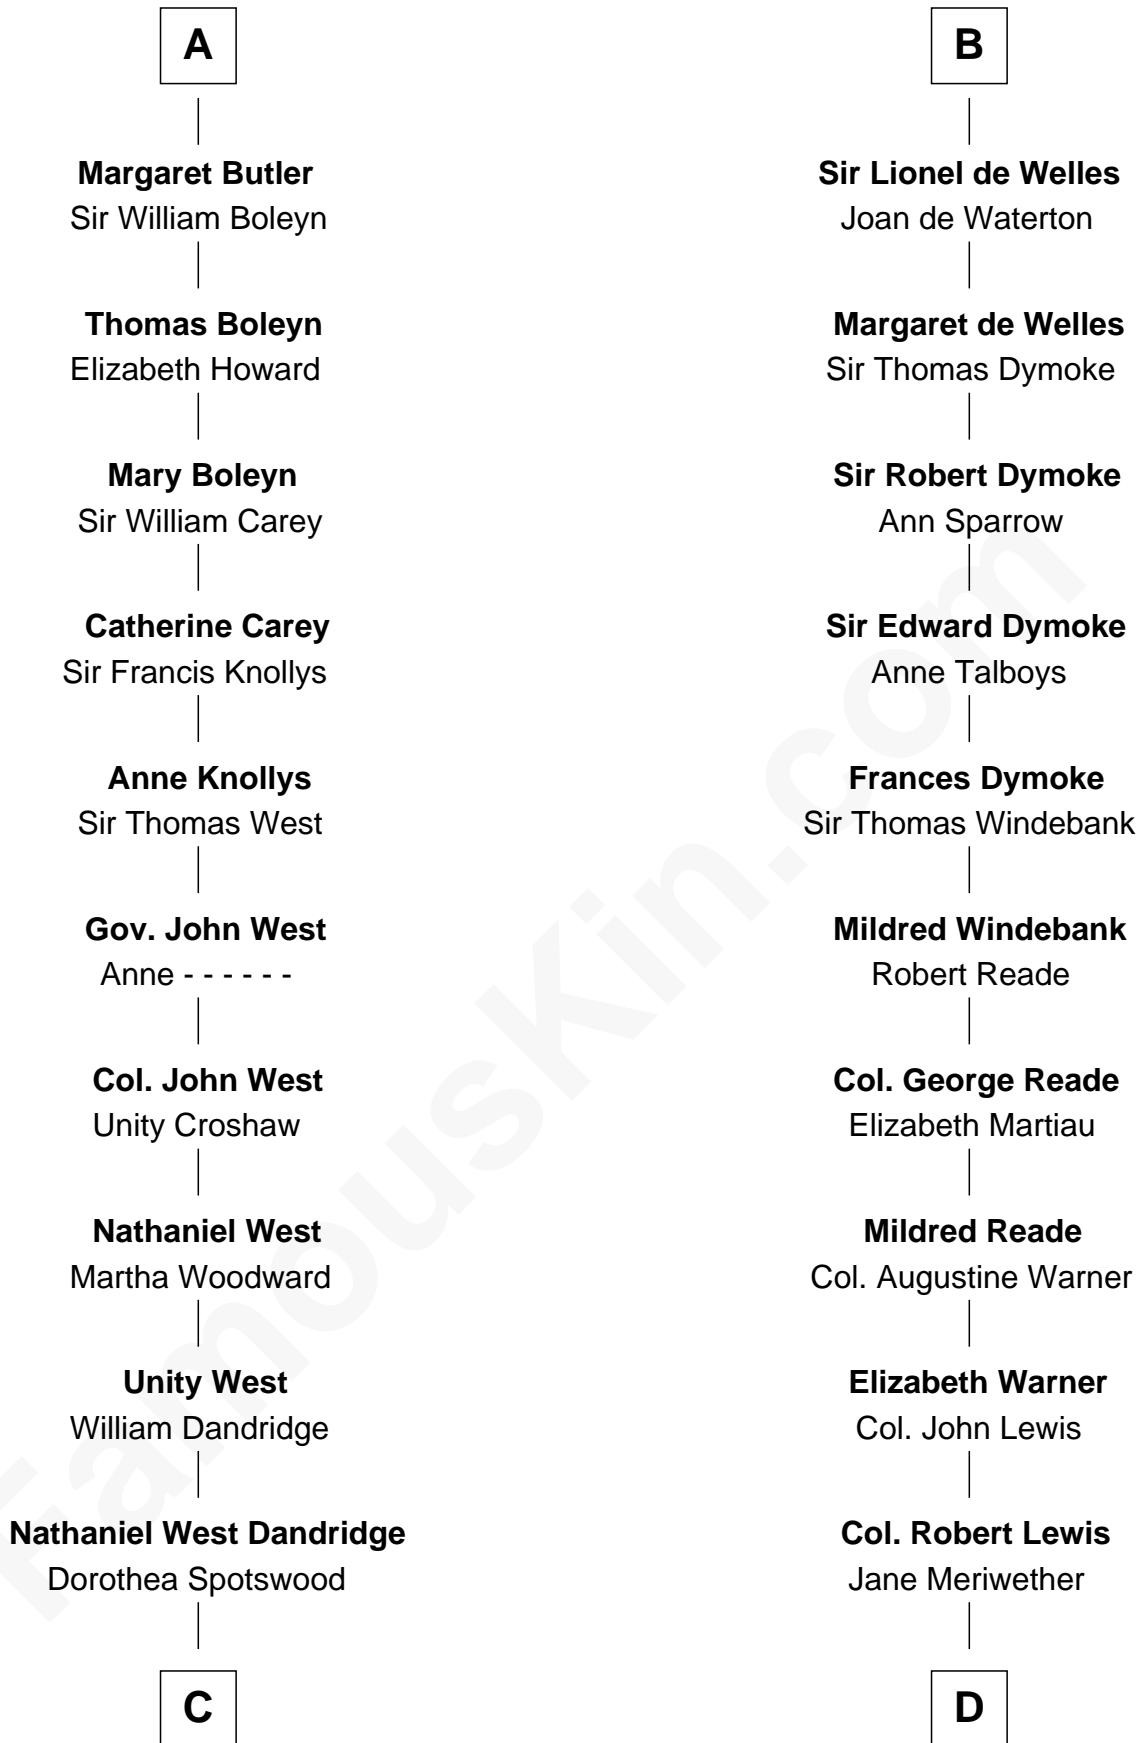 A
Margaret Butler
Sir William Boleyn
Thomas Boleyn
Elizabeth Howard
Mary Boleyn
Sir William Carey
Catherine Carey
Sir Francis Knollys
Anne Knollys
Sir Thomas West
Gov. John West
Anne - - - - - -
Col. John West
Unity Croshaw
Nathaniel West
Martha Woodward
Unity West
William Dandridge
Nathaniel West Dandridge
Dorothea Spotswood
C
B
Sir Lionel de Welles
Joan de Waterton
Margaret de Welles
Sir Thomas Dymoke
Sir Robert Dymoke
Ann Sparrow
Sir Edward Dymoke
Anne Talboys
Frances Dymoke
Sir Thomas Windebank
Mildred Windebank
Robert Reade
Col. George Reade
Elizabeth Martiau
Mildred Reade
Col. Augustine Warner
Elizabeth Warner
Col. John Lewis
Col. Robert Lewis
Jane Meriwether
D
FamousKin.com